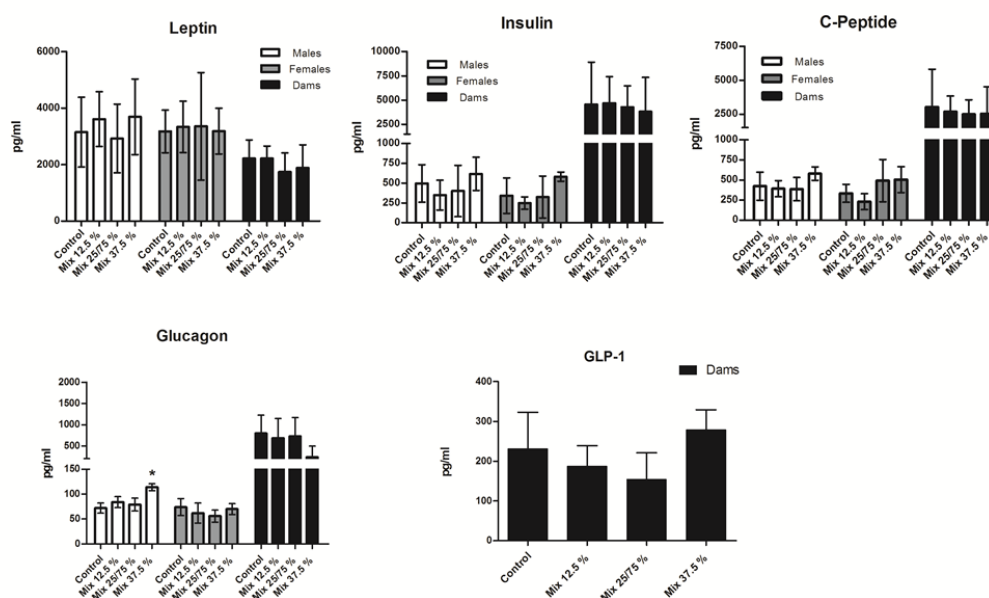 Leptin
6000
4000
2000
0
pg/ml
Males
Females
Dams
Control
Mix 12.5 %
Mix 25/75 %
Mix 37.5 %
Control
Mix 12.5 %
Mix 25/75 %
Mix 37.5 %
Control
Mix 12.5 %
Mix 25/75 %
Mix 37.5 %
Insulin
10000
7500
5000
2500
1000
750
500
250
0
pg/ml
Males
Females
Dams
Control
Mix 12.5 %
Mix 25/75 %
Mix 37.5 %
Control
Mix 12.5 %
Mix 25/75 %
Mix 37.5 %
Control
Mix 12.5 %
Mix 25/75 %
Mix 37.5 %
C-Peptide
7500
5000
2500
1000
750
500
250
0
pg/ml
Males
Females
Dams
Control
Mix 12.5 %
Mix 25/75 %
Mix 37.5 %
Control
Mix 12.5 %
Mix 25/75 %
Mix 37.5 %
Control
Mix 12.5 %
Mix 25/75 %
Mix 37.5 %
Glucagon
2000
1500
1000
500
150
100
50
0
pg/ml
*
Control
Mix 12.5 %
Mix 25/75 %
Mix 37.5 %
Control
Mix 12.5 %
Mix 25/75 %
Mix 37.5 %
Control
Mix 12.5 %
Mix 25/75 %
Mix 37.5 %
GLP-1
400
300
200
100
0
pg/ml
Dams
Control
Mix 12.5 %
Mix 25/75 %
Mix 37.5 %